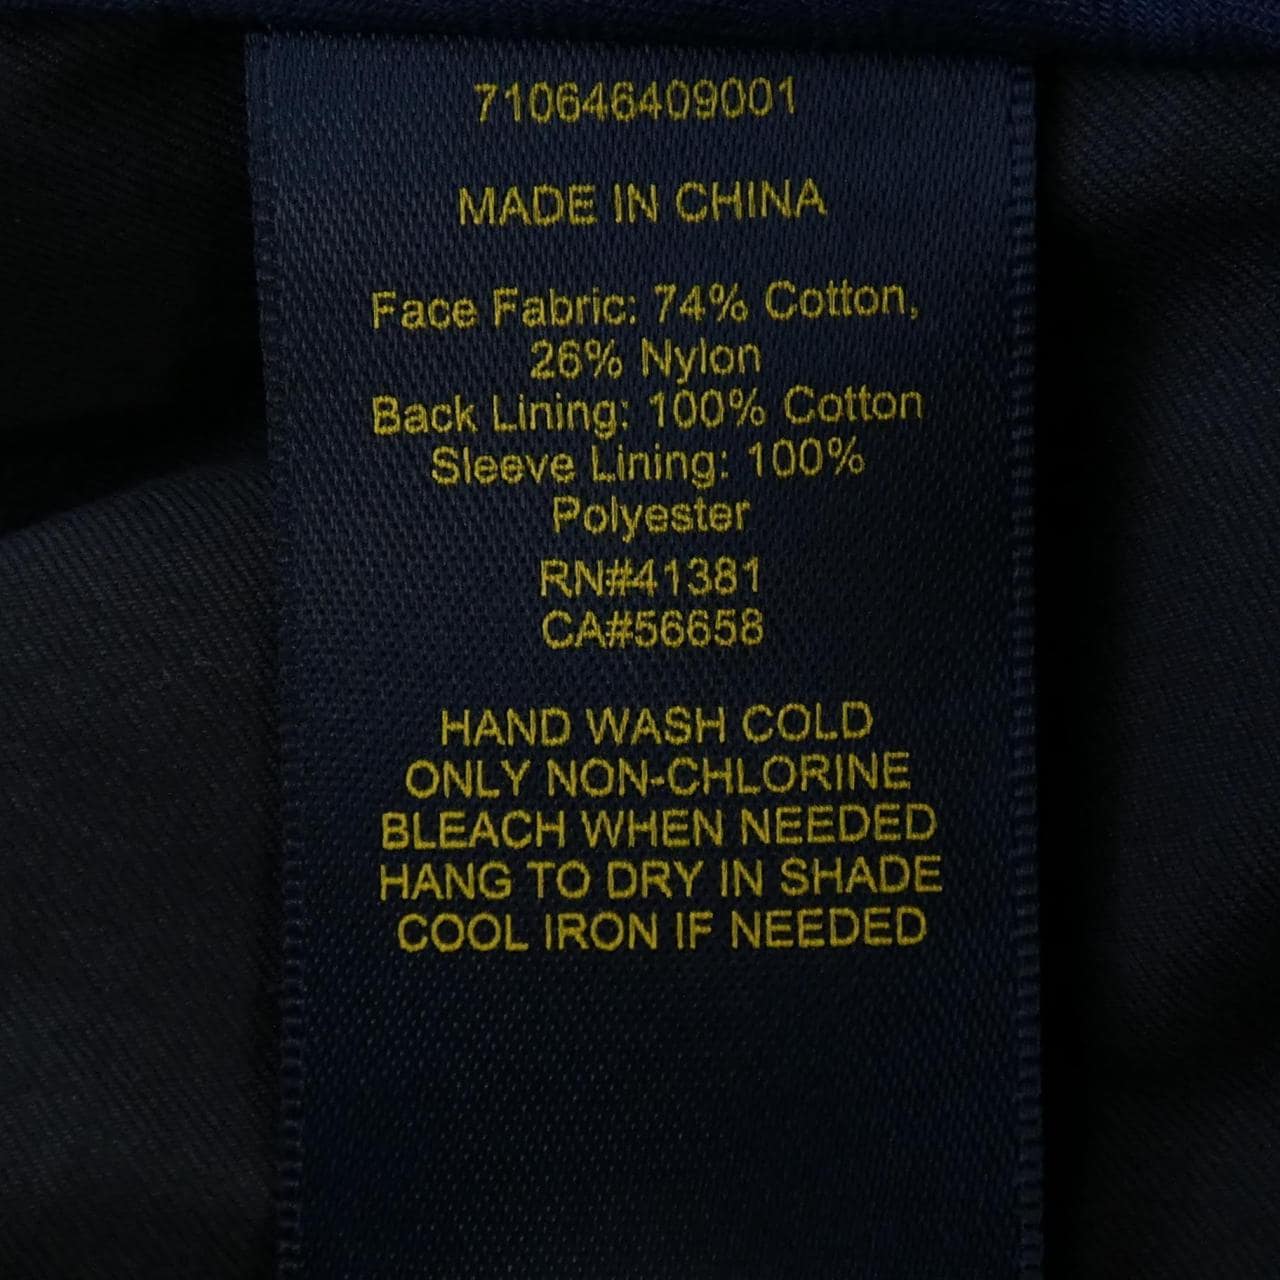 710646409001
MADE IN CHINA
Face Fabric: 74% Cotton,
26% Nylon
Back Lining: 100% Cotton
Sleeve Lining: 100%
Polyester
RN#41381
CA#56658
HAND WASH COLD
ONLY NON-CHLORINE
BLEACH WHEN NEEDED
HANG TO DRY IN SHADE
COOL IRON IF NEEDED